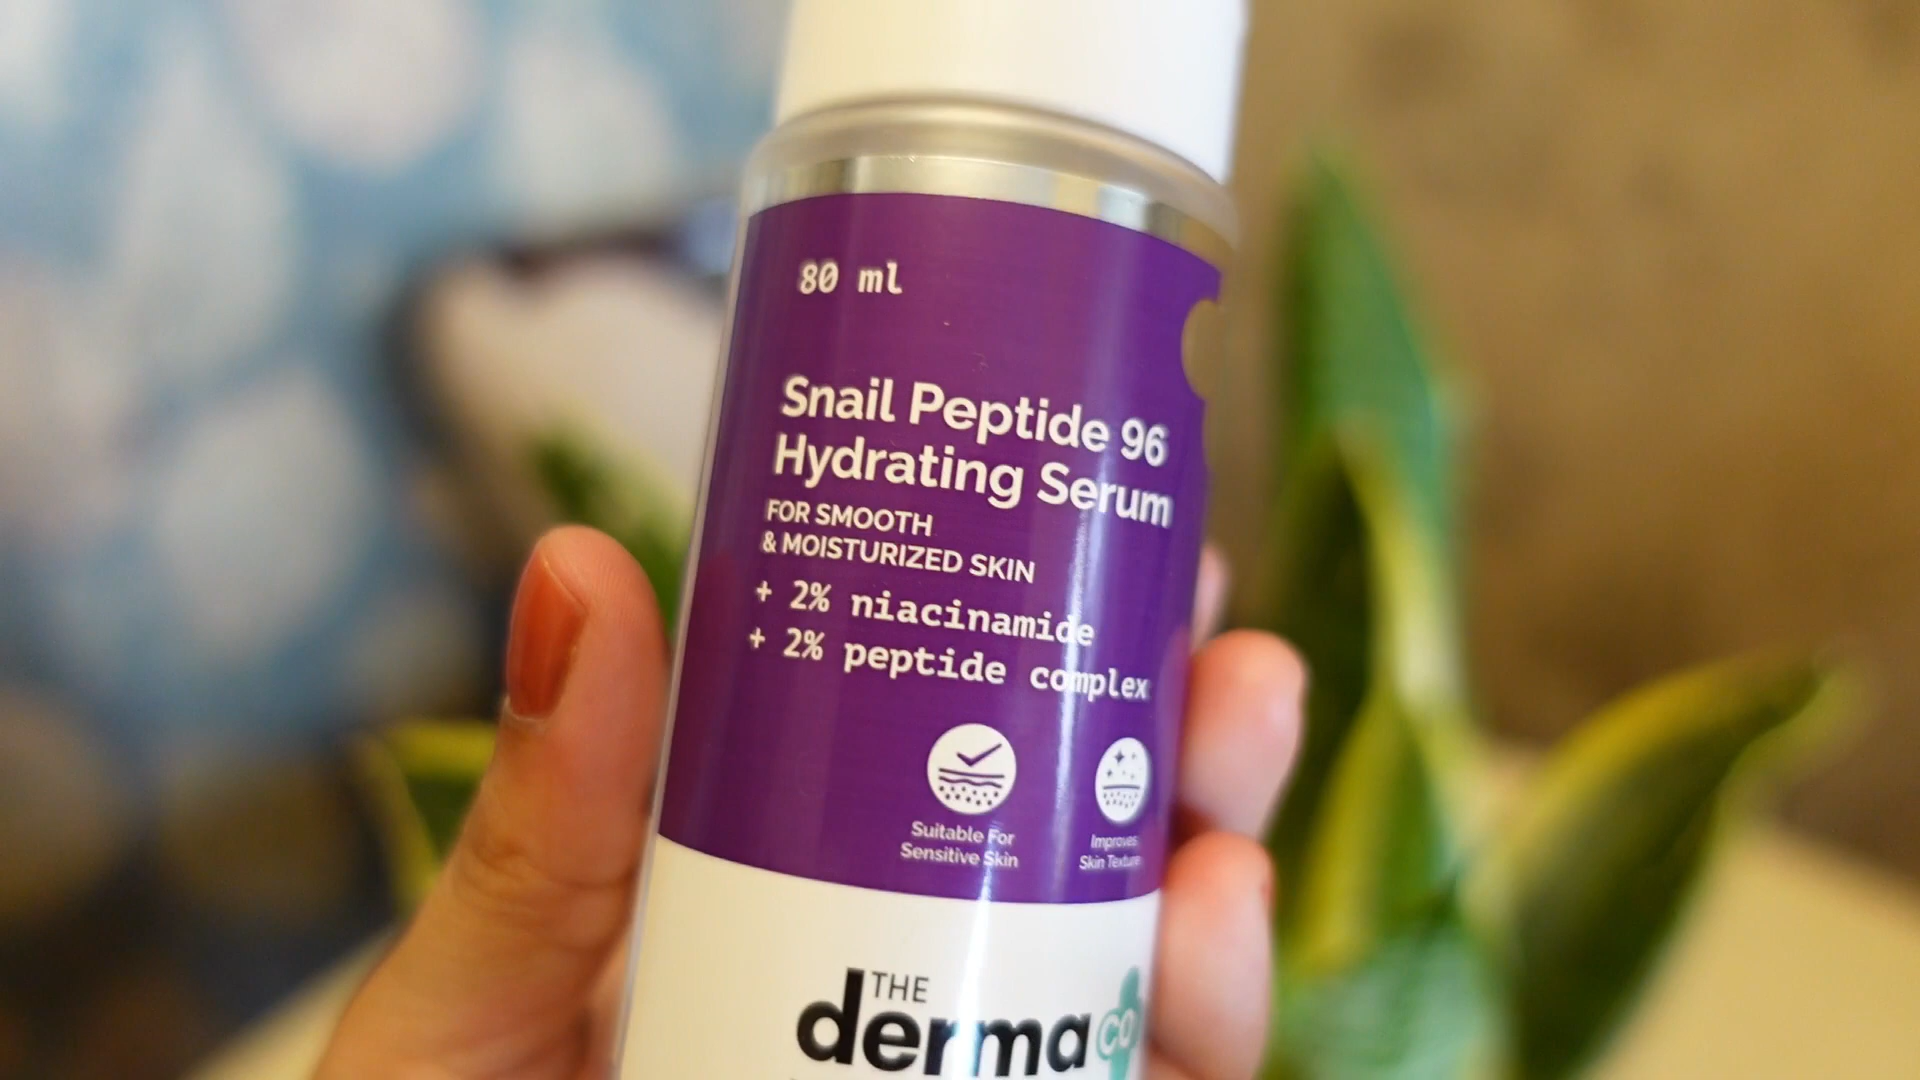 80 ml
Snail Peptide 96
Hydrating Serum
FOR SMOOTH
& MOISTURIZED SKIN
+ 2% niacinamide
+ 2% peptide complex
Suitable For
Sensitive Skin
Improves
Skin Texture
THE
derma co